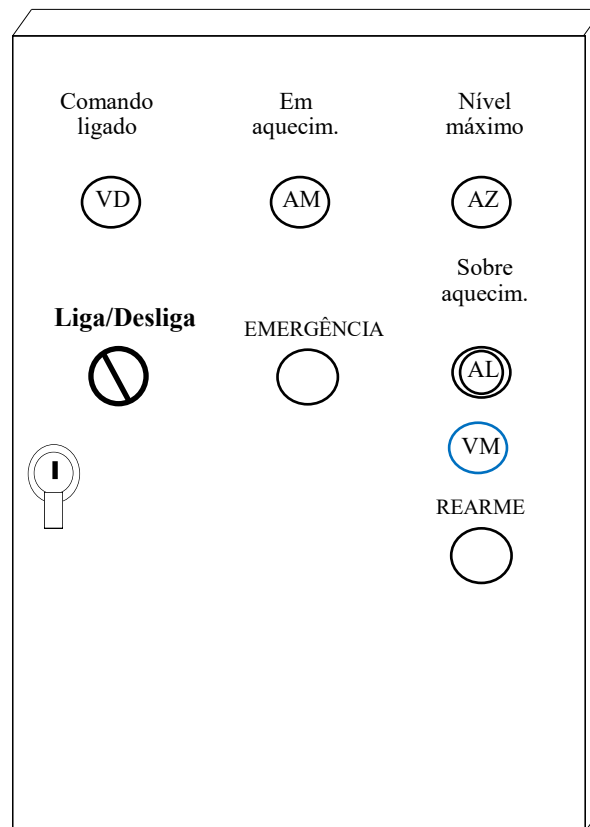 Comando
ligado
Em
aquecim.
Nível
máximo
VD
AM
AZ
Sobre
aquecim.
Liga/Desliga
EMERGÊNCIA
AL
VM
REARME